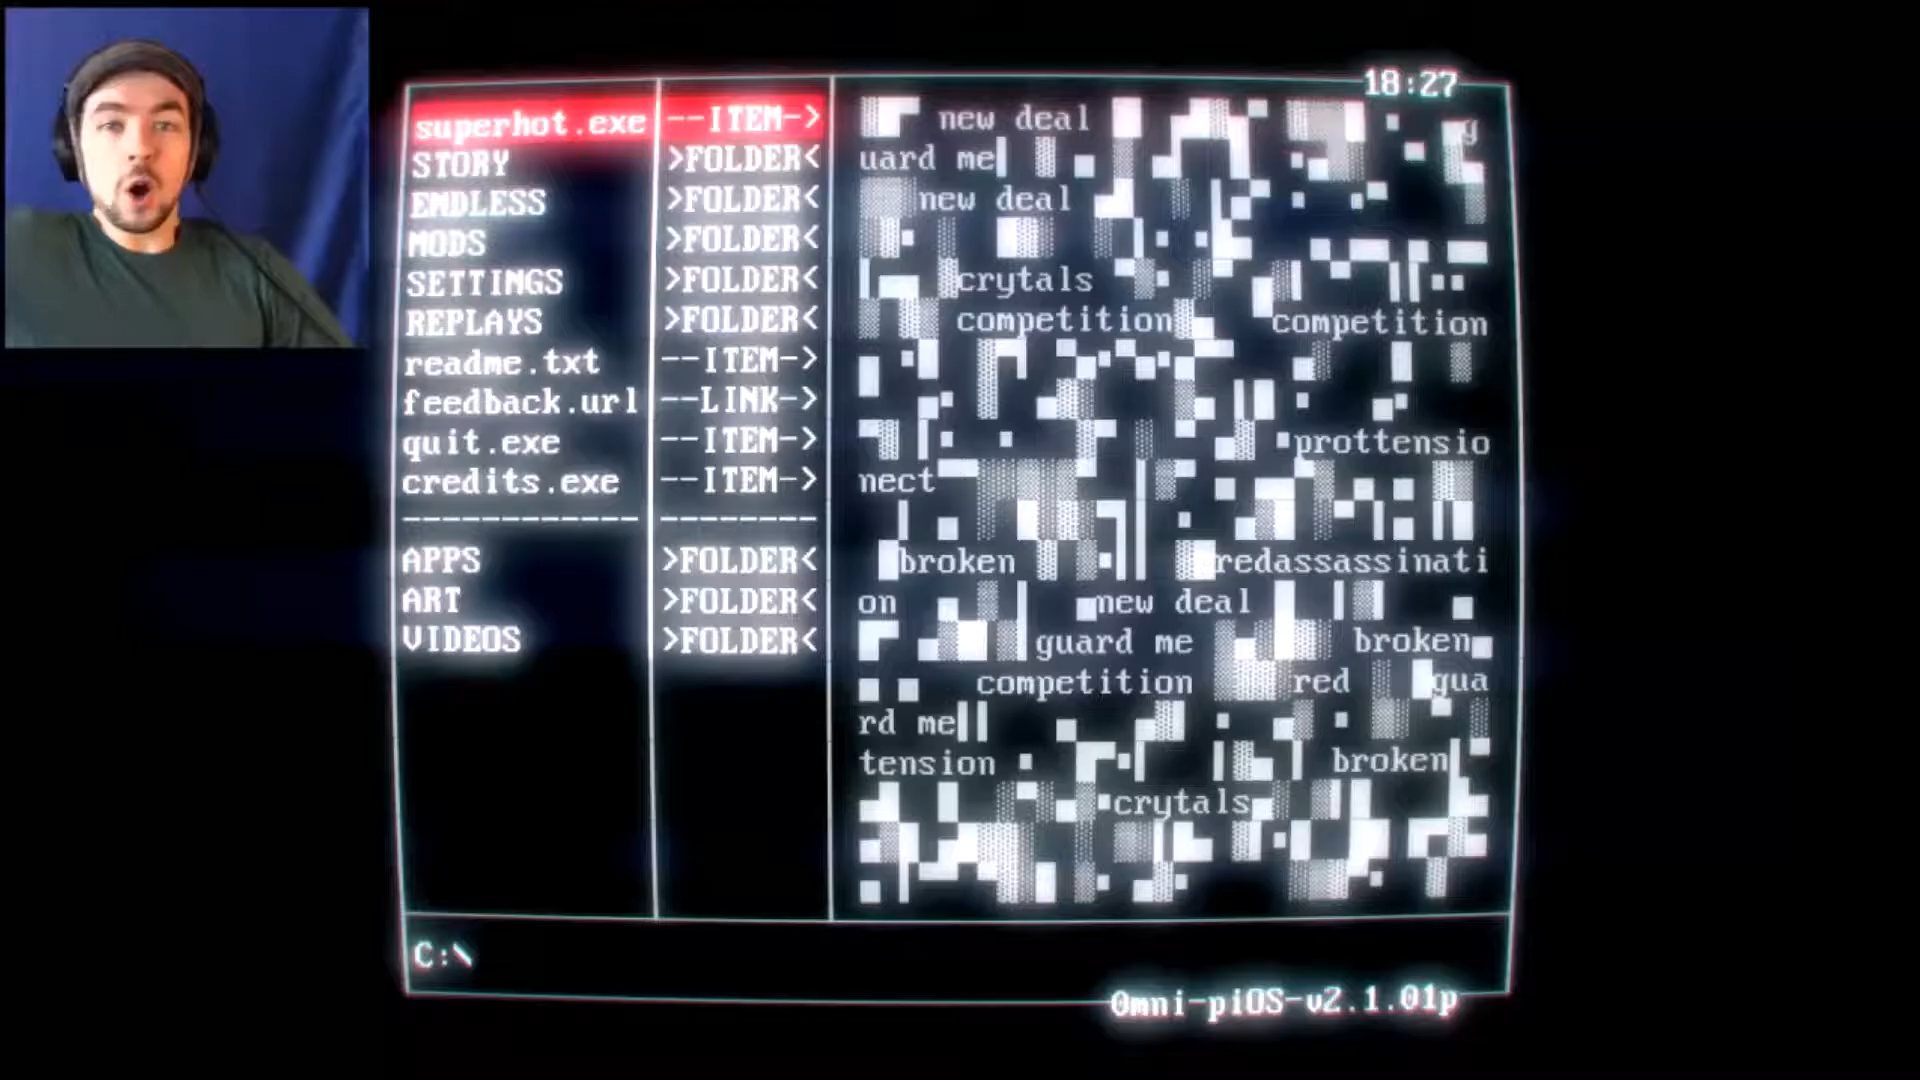 18:27
superhot.exe --ITEM->
STORY >FOLDER<
ENDLESS >FOLDER<
MODS >FOLDER<
SETTINGS >FOLDER<
REPLAYS >FOLDER<
readme.txt --ITEM->
feedback.url --LINK->
quit.exe --ITEM->
credits.exe --ITEM->
APPS >FOLDER<
ART >FOLDER<
VIDEOS >FOLDER<
new deal g
uard me
new deal
crytals
competition competition
prottensio
nect
broken redassassinati
on new deal
guard me broken
competition red gua
rd me
tension broken
crytals
C:\
0mni-piOS-v2.1.01p